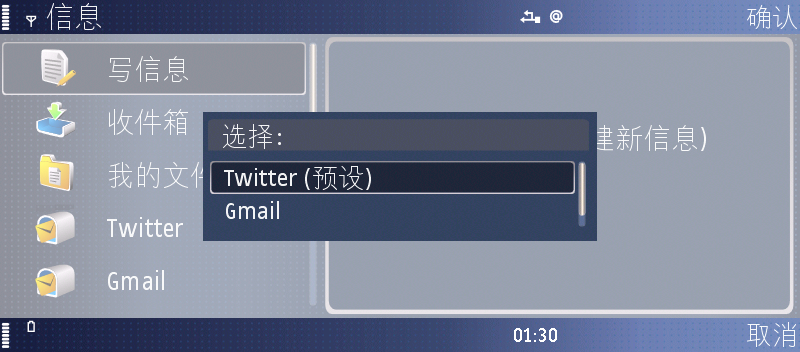 信息
@
确认
写信息
收件箱
我的文件
Twitter
Gmail
建新信息)
选择:
Twitter (预设)
Gmail
01:30
取消